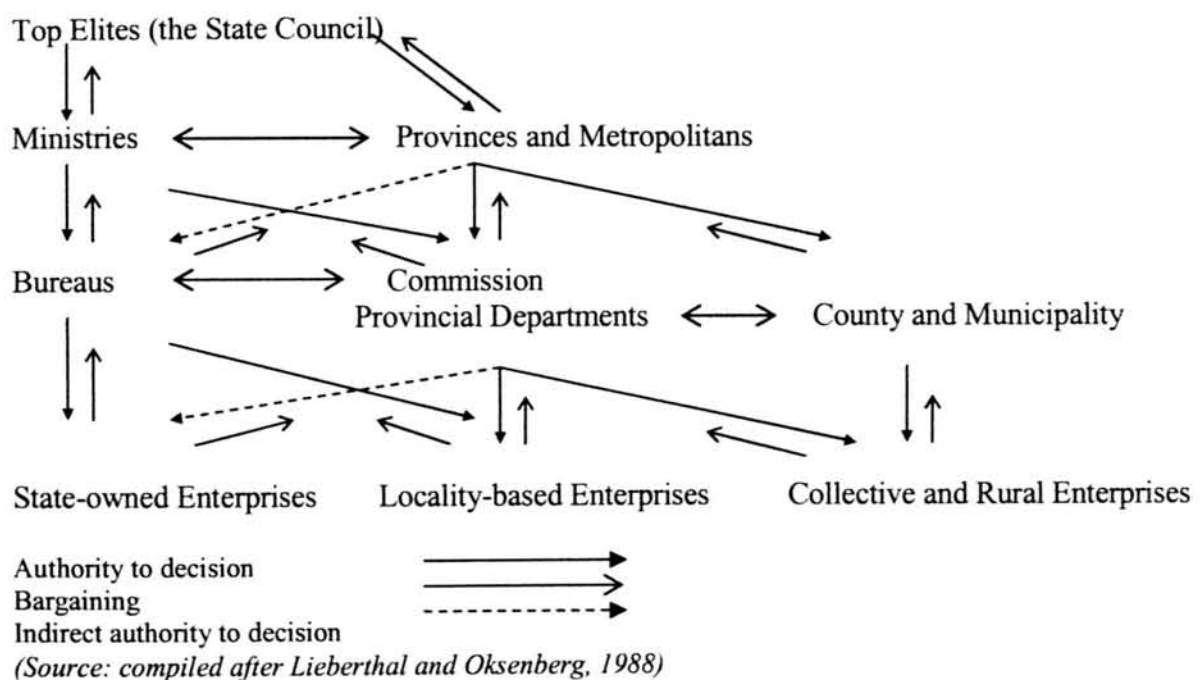 Top Elites (the State Council)
Ministries Provinces and Metropolitans
Bureaus Commission
Provincial Departments County and Municipality
State-owned Enterprises Locality-based Enterprises Collective and Rural Enterprises
Authority to decision
Bargaining
Indirect authority to decision
(Source: compiled after Lieberthal and Oksenberg, 1988)